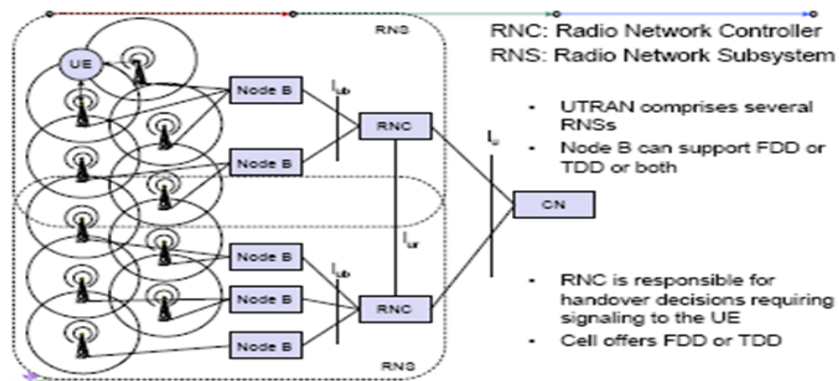 RNS
RNC: Radio Network Controller
RNS: Radio Network Subsystem
UE
Node B
Iub
RNC
• UTRAN comprises several
RNSs
• Node B can support FDD or
TDD or both
Iu
Node B
CN
Iur
Node B
Iub
Node B
RNC
Node B
RNS
• RNC is responsible for
handover decisions requiring
signaling to the UE
• Cell offers FDD or TDD